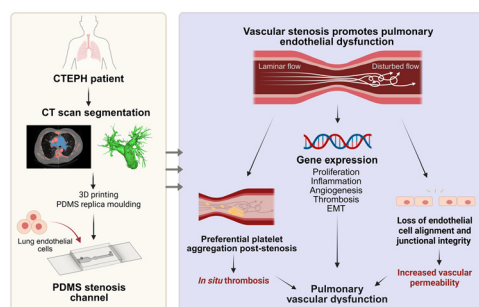 CTEPH patient
CT scan segmentation
3D printing
PDMS replica moulding
Lung endothelial
cells
PDMS stenosis
channel
Vascular stenosis promotes pulmonary
endothelial dysfunction
Laminar flow
Disturbed flow
Gene expression
Proliferation
Inflammation
Angiogenesis
Thrombosis
EMT
Preferential platelet
aggregation post-stenosis
In situ thrombosis
Loss of endothelial
cell alignment and
junctional integrity
Increased vascular
permeability
Pulmonary
vascular dysfunction